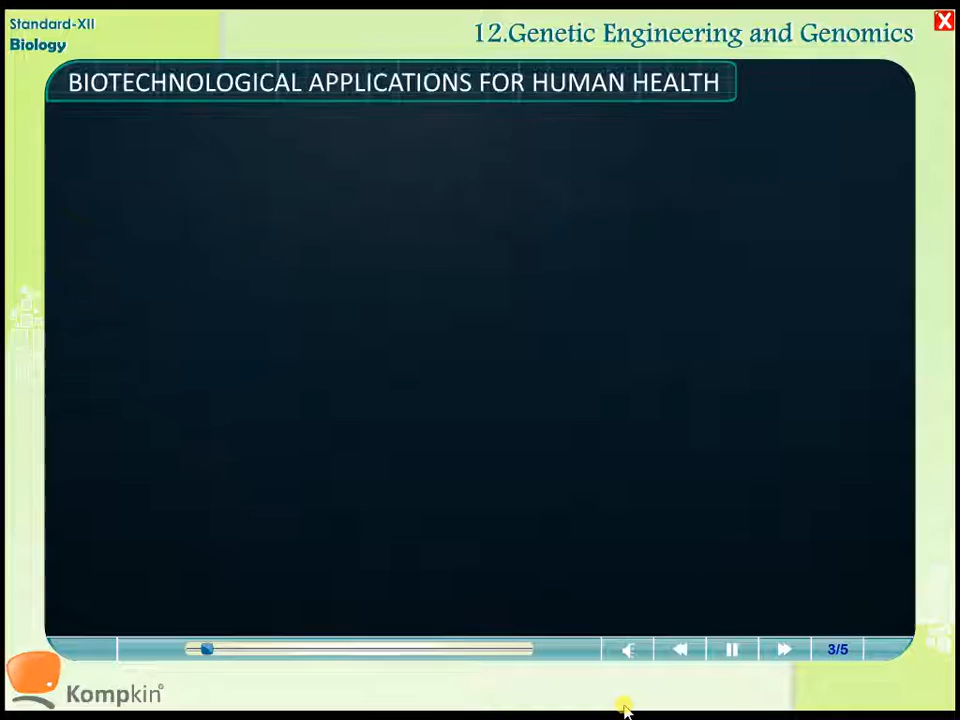 Standard-XII
Biology
12.Genetic Engineering and Genomics
X
BIOTECHNOLOGICAL APPLICATIONS FOR HUMAN HEALTH
3/5
Kompkin